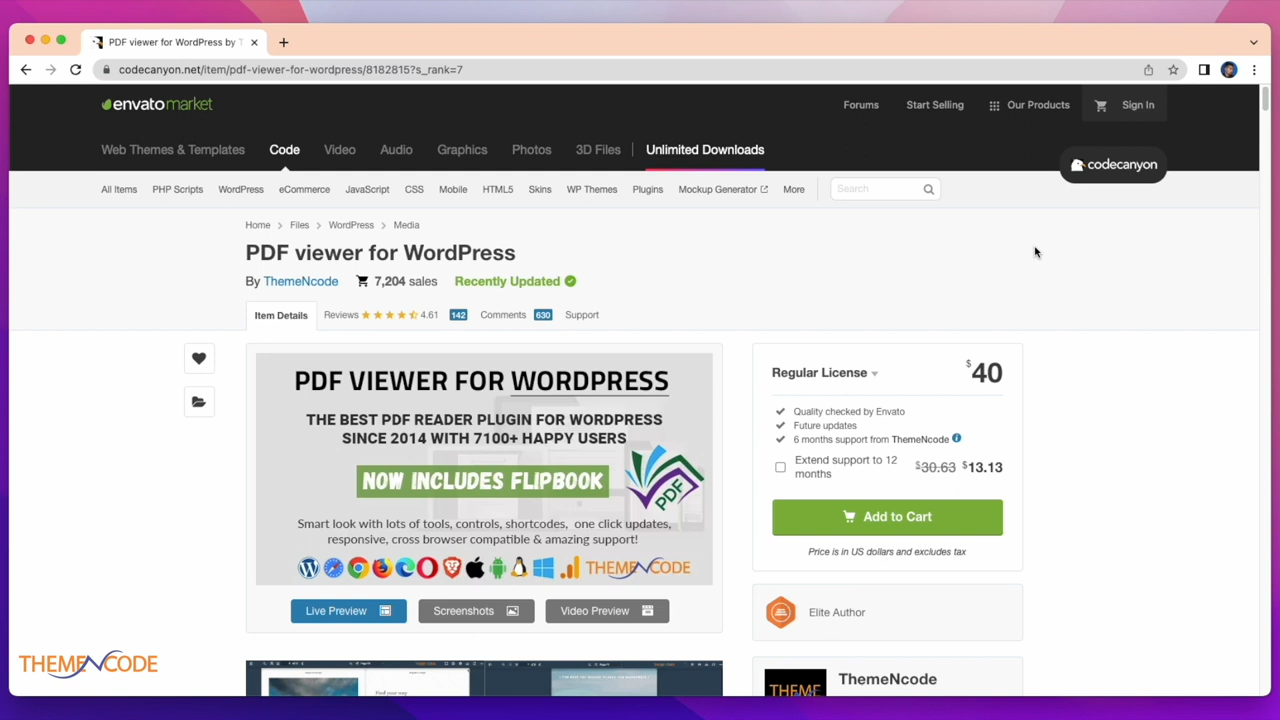 PDF viewer for WordPress by T
codecanyon.net/item/pdf-viewer-for-wordpress/8182815?s_rank=7
envatomarket
Forums Start Selling Our Products Sign In
Web Themes & Templates Code Video Audio Graphics Photos 3D Files Unlimited Downloads
codecanyon
All Items PHP Scripts WordPress eCommerce JavaScript CSS Mobile HTML5 Skins WP Themes Plugins Mockup Generator More Search
Home Files WordPress Media
PDF viewer for WordPress
By ThemeNcode 7,204 sales Recently Updated
Item Details Reviews 4.61 142 Comments 630 Support
PDF VIEWER FOR WORDPRESS
THE BEST PDF READER PLUGIN FOR WORDPRESS
SINCE 2014 WITH 7100+ HAPPY USERS
NOW INCLUDES FLIPBOOK
PDF
Smart look with lots of tools, controls, shortcodes, one click updates,
responsive, cross browser compatible & amazing support!
THEMENCODE
Live Preview Screenshots Video Preview
Regular License $40
Quality checked by Envato
Future updates
6 months support from ThemeNcode
Extend support to 12 months $30.63 $13.13
Add to Cart
Price is in US dollars and excludes tax
Elite Author
THEME
ThemeNcode
Find your way
THEMENCODE